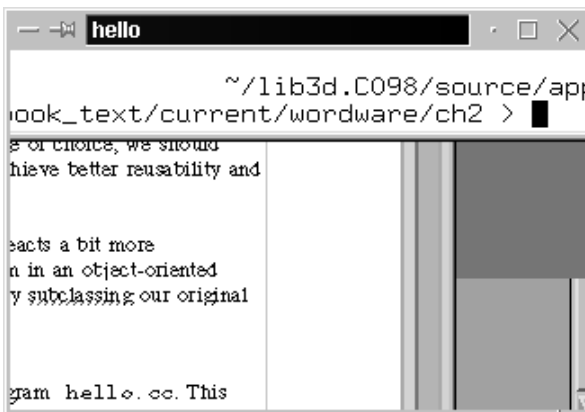 hello
~/lib3d.C098/source/app
ook_text/current/wordware/ch2 >
e of choice, we should
hieve better reusability and
eacts a bit more
n in an object-oriented
y subclassing our original
gram hello.cc. This